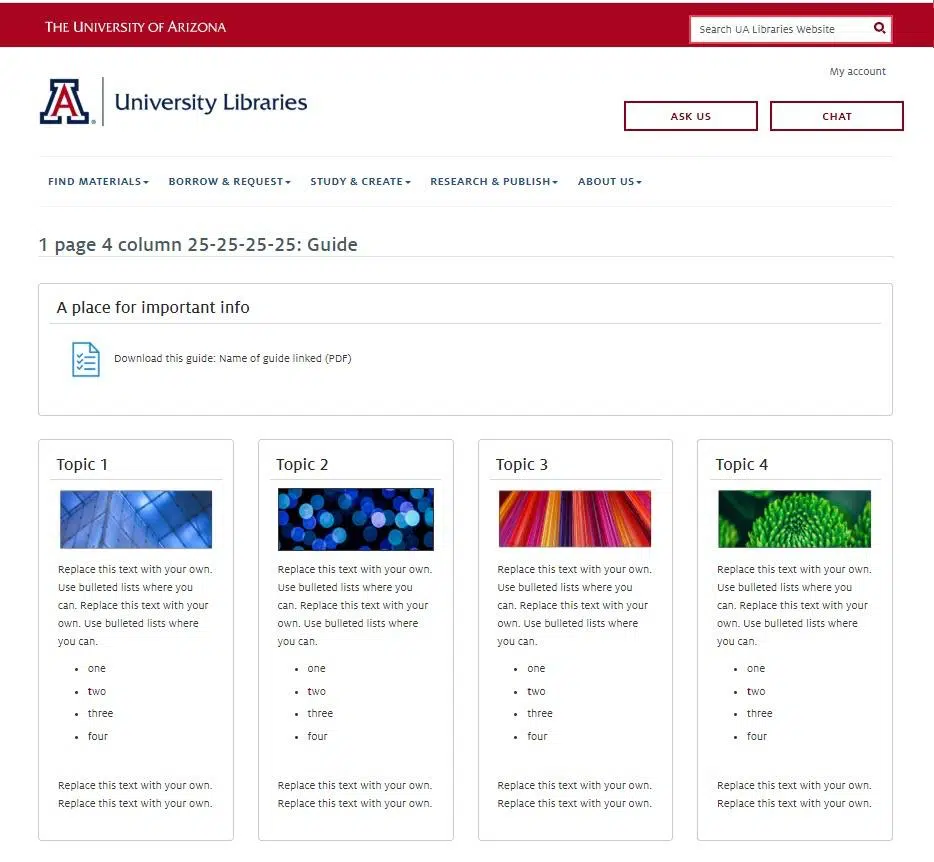 THE UNIVERSITY OF ARIZONA
Search UA Libraries Website
My account
A
University Libraries
ASK US
CHAT
FIND MATERIALS
BORROW & REQUEST
STUDY & CREATE
RESEARCH & PUBLISH
ABOUT US
1 page 4 column 25-25-25-25: Guide
A place for important info
Download this guide: Name of guide linked (PDF)
Topic 1
Replace this text with your own.
Use bulleted lists where you
can. Replace this text with your
own. Use bulleted lists where
you can.
• one
• two
• three
• four
Replace this text with your own.
Replace this text with your own.
Topic 2
Replace this text with your own.
Use bulleted lists where you
can. Replace this text with your
own. Use bulleted lists where
you can.
• one
• two
• three
• four
Replace this text with your own.
Replace this text with your own.
Topic 3
Replace this text with your own.
Use bulleted lists where you
can. Replace this text with your
own. Use bulleted lists where
you can.
• one
• two
• three
• four
Replace this text with your own.
Replace this text with your own.
Topic 4
Replace this text with your own.
Use bulleted lists where you
can. Replace this text with your
own. Use bulleted lists where
you can.
• one
• two
• three
• four
Replace this text with your own.
Replace this text with your own.